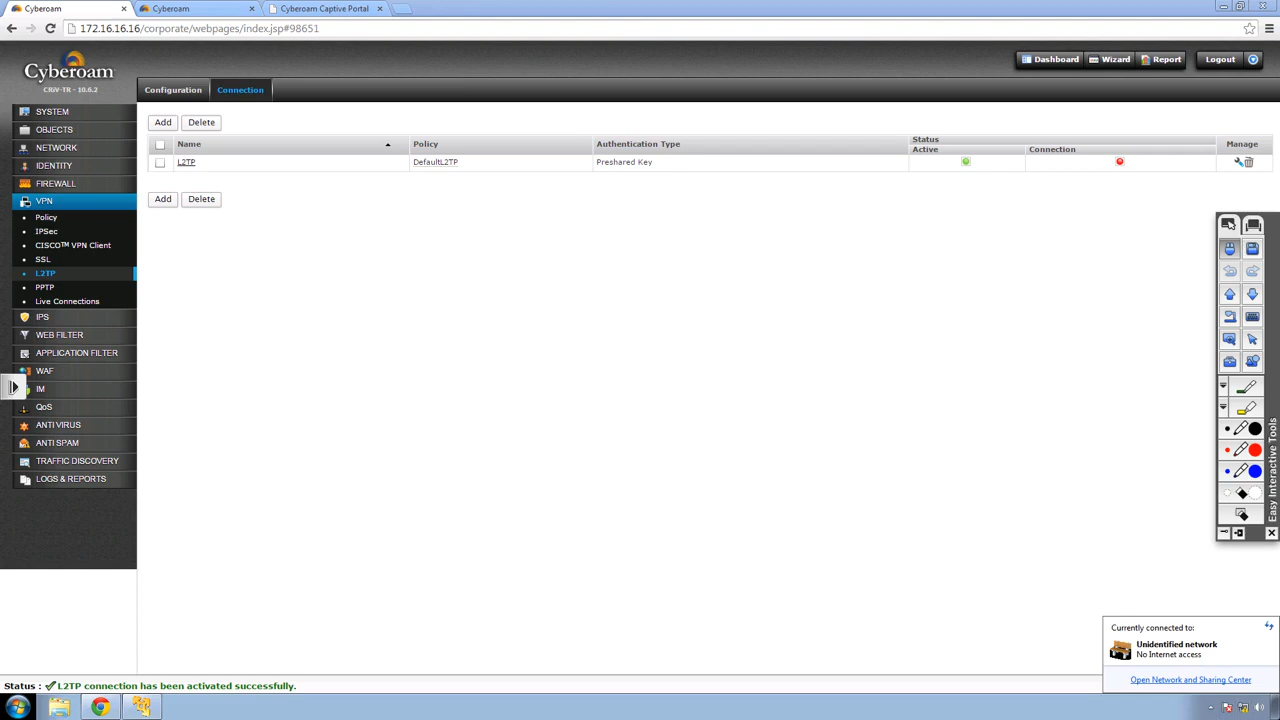 Cyberoam
Cyberoam
Cyberoam Captive Portal
172.16.16.16/corporate/webpages/index.jsp#98651
Cyberoam
CRiV-TR - 10.6.2
Dashboard
Wizard
Report
Logout
Configuration
Connection
SYSTEM
OBJECTS
NETWORK
IDENTITY
FIREWALL
VPN
Policy
IPSec
CISCO™ VPN Client
SSL
L2TP
PPTP
Live Connections
IPS
WEB FILTER
APPLICATION FILTER
WAF
IM
QoS
ANTI VIRUS
ANTI SPAM
TRAFFIC DISCOVERY
LOGS & REPORTS
Add Delete
Name Policy Authentication Type Status Manage
Active Connection
L2TP DefaultL2TP Preshared Key
Add Delete
Easy Interactive Tools
Currently connected to:
Unidentified network
No Internet access
Open Network and Sharing Center
Status : L2TP connection has been activated successfully.